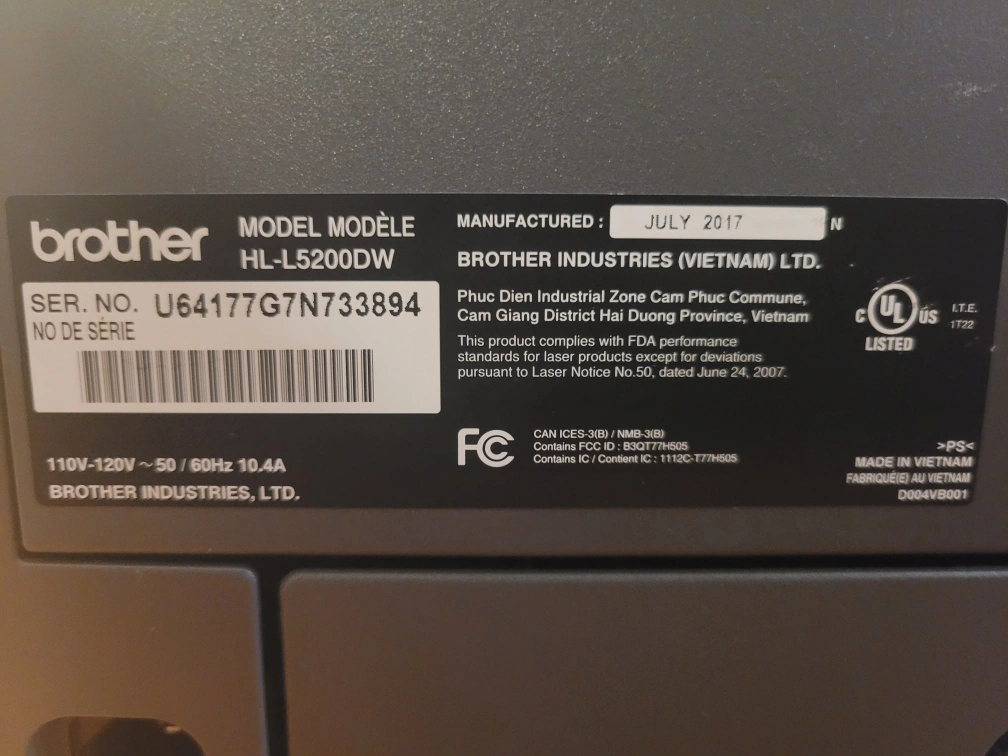 brother
MODEL MODÈLE
HL-L5200DW
SER. NO. U64177G7N733894
NO DE SÉRIE
110V-120V ~ 50 / 60Hz 10.4A
BROTHER INDUSTRIES, LTD.
MANUFACTURED : JULY 2017 N
BROTHER INDUSTRIES (VIETNAM) LTD.
Phuc Dien Industrial Zone Cam Phuc Commune,
Cam Giang District Hai Duong Province, Vietnam
This product complies with FDA performance
standards for laser products except for deviations
pursuant to Laser Notice No.50, dated June 24, 2007.
FC
CAN ICES-3(B) / NMB-3(B)
Contains FCC ID : B3QT77H505
Contains IC / Contient IC : 1112C-T77H505
C UL US
LISTED
I.T.E.
1T22
>PS<
MADE IN VIETNAM
FABRIQUÉ(E) AU VIETNAM
D004VB001